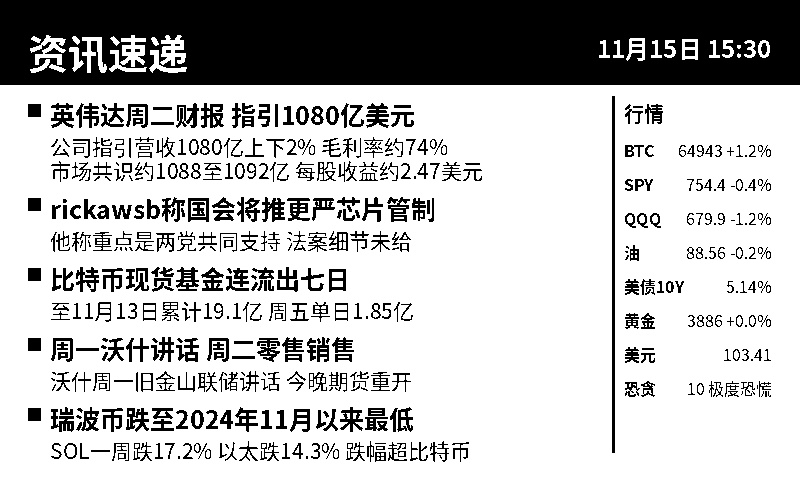 资讯速递
11月15日 15:30
英伟达周二财报 指引1080亿美元
公司指引营收1080亿上下2% 毛利率约74%
市场共识约1088至1092亿 每股收益约2.47美元
rickawsb称国会将推更严芯片管制
他称重点是两党共同支持 法案细节未给
比特币现货基金连流出七日
至11月13日累计19.1亿 周五单日1.85亿
周一沃什讲话 周二零售销售
沃什周一旧金山联储讲话 今晚期货重开
瑞波币跌至2024年11月以来最低
SOL一周跌17.2% 以太跌14.3% 跌幅超比特币
行情
BTC 64943 +1.2%
SPY 754.4 -0.4%
QQQ 679.9 -1.2%
油 88.56 -0.2%
美债10Y 5.14%
黄金 3886 +0.0%
美元 103.41
恐贪 10 极度恐慌